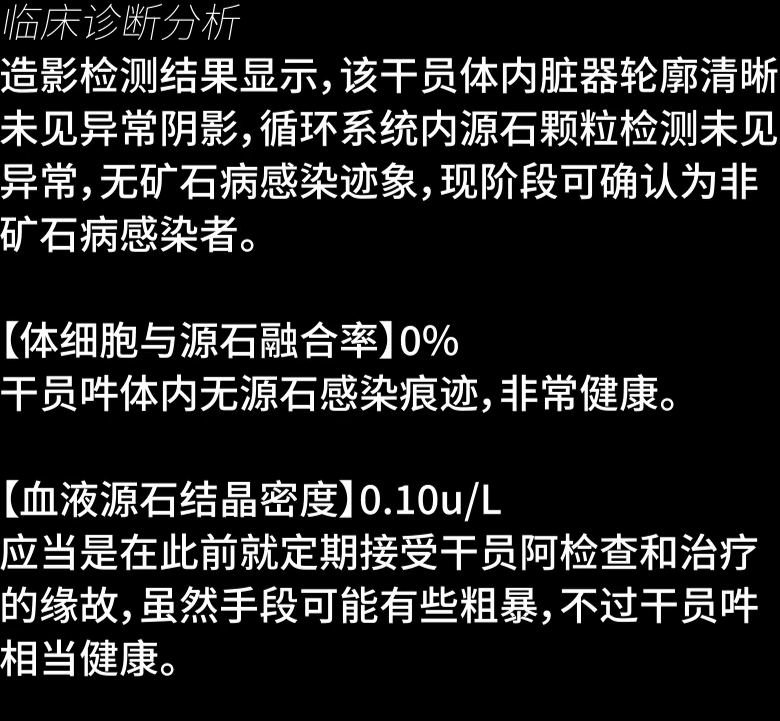 临床诊断分析
造影检测结果显示，该干员体内脏器轮廓清晰
未见异常阴影，循环系统内源石颗粒检测未见
异常，无矿石病感染迹象，现阶段可确认为非
矿石病感染者。
【体细胞与源石融合率】0%
干员吽体内无源石感染痕迹，非常健康。
【血液源石结晶密度】0.10u/L
应当是在此前就定期接受干员阿检查和治疗
的缘故，虽然手段可能有些粗暴，不过干员吽
相当健康。